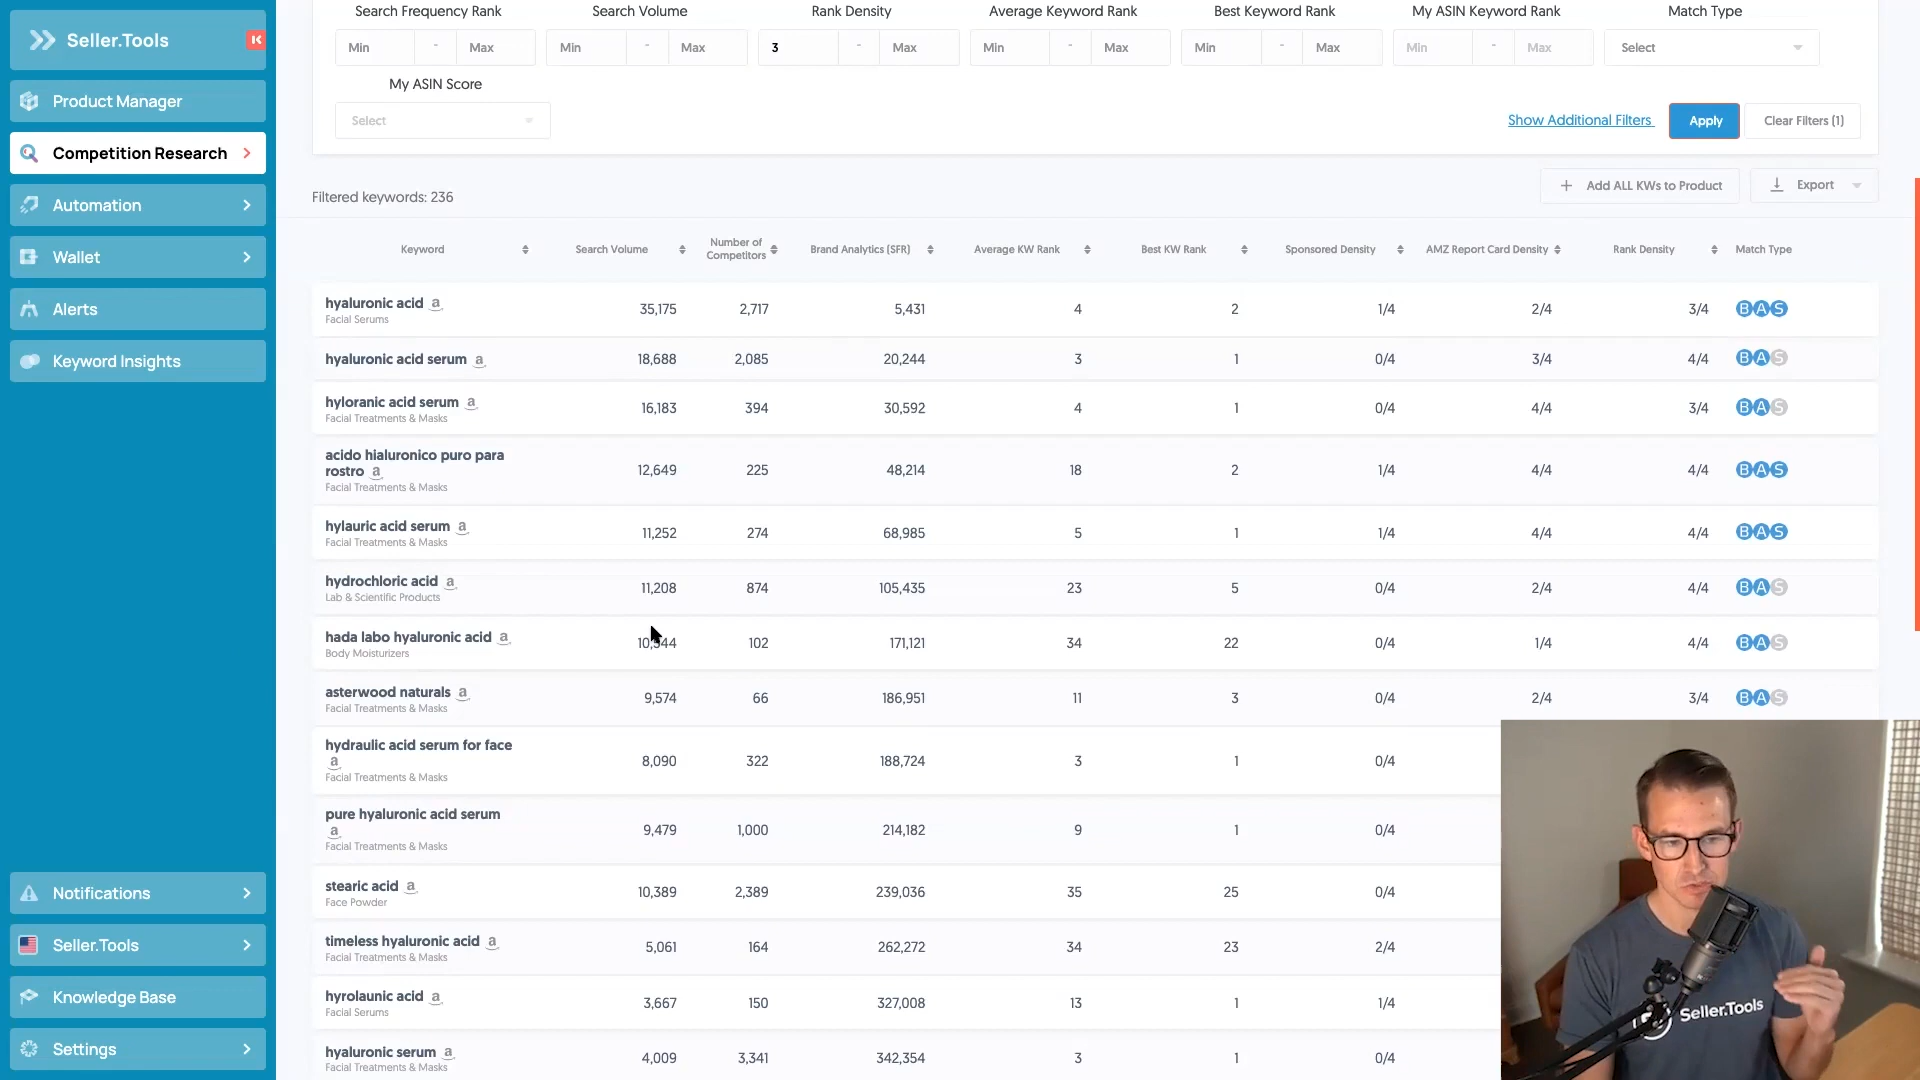 Seller.Tools
Product Manager
Competition Research
Automation
Wallet
Alerts
Keyword Insights
Notifications
Seller.Tools
Knowledge Base
Settings
Search Frequency Rank Search Volume Rank Density Average Keyword Rank Best Keyword Rank My ASIN Keyword Rank Match Type
Min - Max Min - Max 3 - Max Min - Max Min - Max Min - Max Select
My ASIN Score
Select Show Additional Filters Apply Clear Filters (1)
Filtered keywords: 236 + Add ALL KWs to Product Export
Keyword Search Volume Number of Competitors Brand Analytics (SFR) Average KW Rank Best KW Rank Sponsored Density AMZ Report Card Density Rank Density Match Type
hyaluronic acid a 35,175 2,717 5,431 4 2 1/4 2/4 3/4 B A S
Facial Serums
hyaluronic acid serum a 18,688 2,085 20,244 3 1 0/4 3/4 4/4 B A S
hyloranic acid serum a 16,183 394 30,592 4 1 0/4 4/4 3/4 B A S
Facial Treatments & Masks
acido hialuronico puro para
rostro a 12,649 225 48,214 18 2 1/4 4/4 4/4 B A S
Facial Treatments & Masks
hylauric acid serum a 11,252 274 68,985 5 1 1/4 4/4 4/4 B A S
Facial Treatments & Masks
hydrochloric acid a 11,208 874 105,435 23 5 0/4 2/4 4/4 B A S
Lab & Scientific Products
hada labo hyaluronic acid a 102 171,121 34 22 0/4 1/4 4/4 B A S
Body Moisturizers
asterwood naturals a 9,574 66 186,951 11 3 0/4 2/4 3/4 B A S
Facial Treatments & Masks
hydraulic acid serum for face
a 8,090 322 188,724 3 1 0/4
Facial Treatments & Masks
pure hyaluronic acid serum
a 9,479 1,000 214,182 9 1 0/4
Facial Treatments & Masks
stearic acid a 10,389 2,389 239,036 35 25 0/4
Face Powder
timeless hyaluronic acid a 5,061 164 262,272 34 23 2/4
Facial Treatments & Masks
hyrolaunic acid a 3,667 150 327,008 13 1 1/4
Facial Serums
hyaluronic serum a 4,009 3,341 342,354 3 1 0/4
Facial Treatments & Masks
Seller.Tools